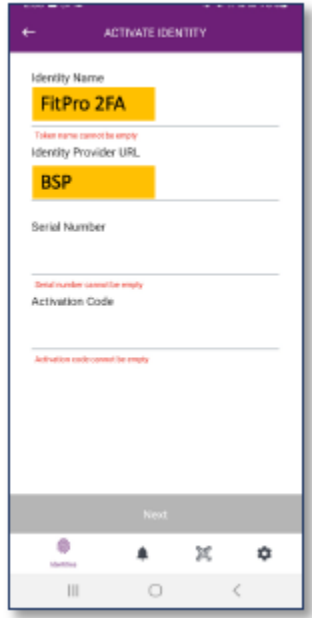 ACTIVATE IDENTITY
Identity Name
FitPro 2FA
Token name cannot be empty
Identity Provider URL
BSP
Serial Number
Serial number cannot be empty
Activation Code
Activation code cannot be empty
Next
Identities